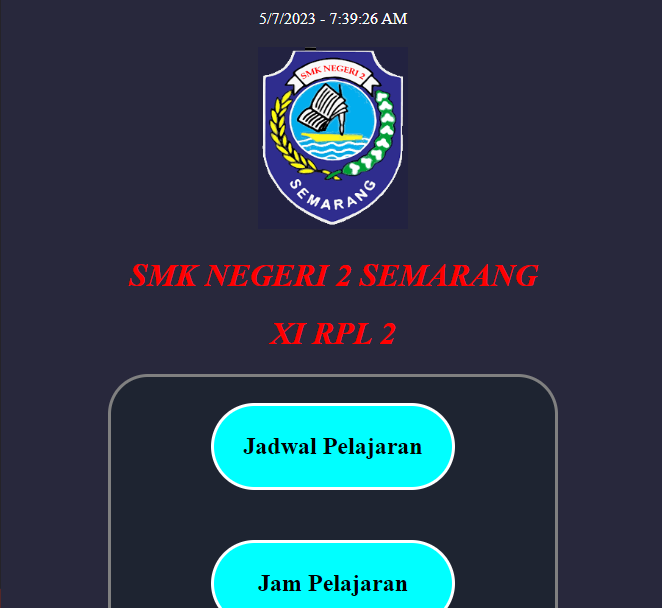 5/7/2023 - 7:39:26 AM
SMK NEGERI 2
SEMARANG
SMK NEGERI 2 SEMARANG
XI RPL 2
Jadwal Pelajaran
Jam Pelajaran